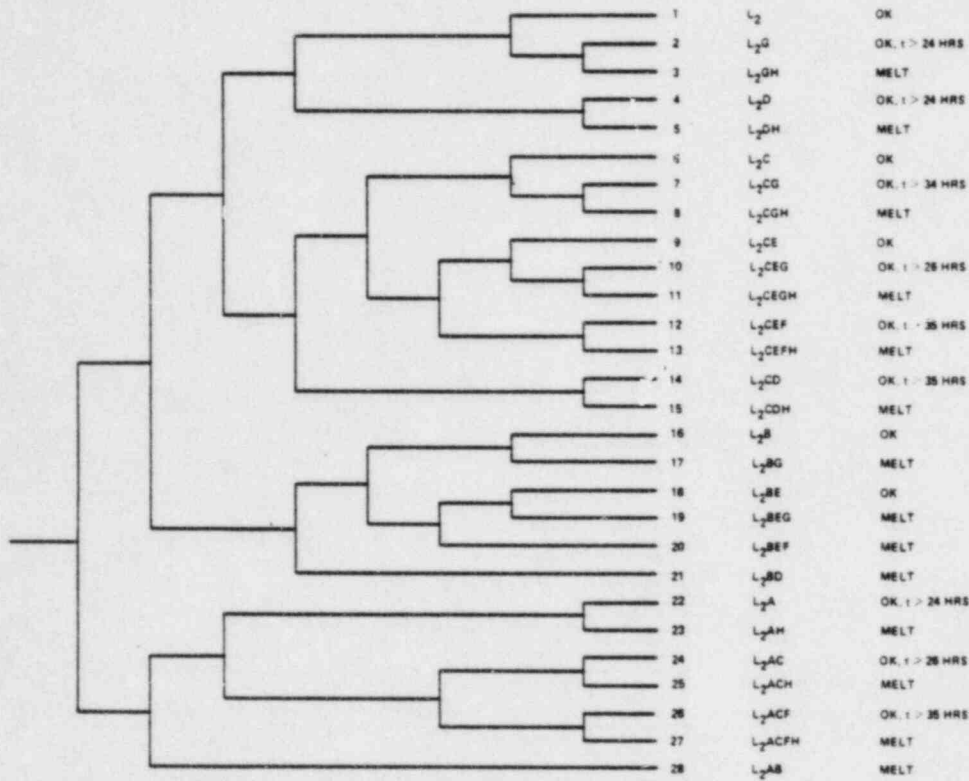 1 L₂ OK
2 L₂G OK, t > 24 HRS
3 L₂GH MELT
4 L₂D OK, t > 24 HRS
5 L₂DH MELT
6 L₂C OK
7 L₂CG OK, t > 34 HRS
8 L₂CGH MELT
9 L₂CE OK
10 L₂CEG OK, t > 26 HRS
11 L₂CEGH MELT
12 L₂CEF OK, t > 35 HRS
13 L₂CEFH MELT
14 L₂CD OK, t > 35 HRS
15 L₂CDH MELT
16 L₂B OK
17 L₂BG MELT
18 L₂BE OK
19 L₂BEG MELT
20 L₂BEF MELT
21 L₂BD MELT
22 L₂A OK, t > 24 HRS
23 L₂AH MELT
24 L₂AC OK, t > 26 HRS
25 L₂ACH MELT
26 L₂ACF OK, t > 35 HRS
27 L₂ACFH MELT
28 L₂AB MELT